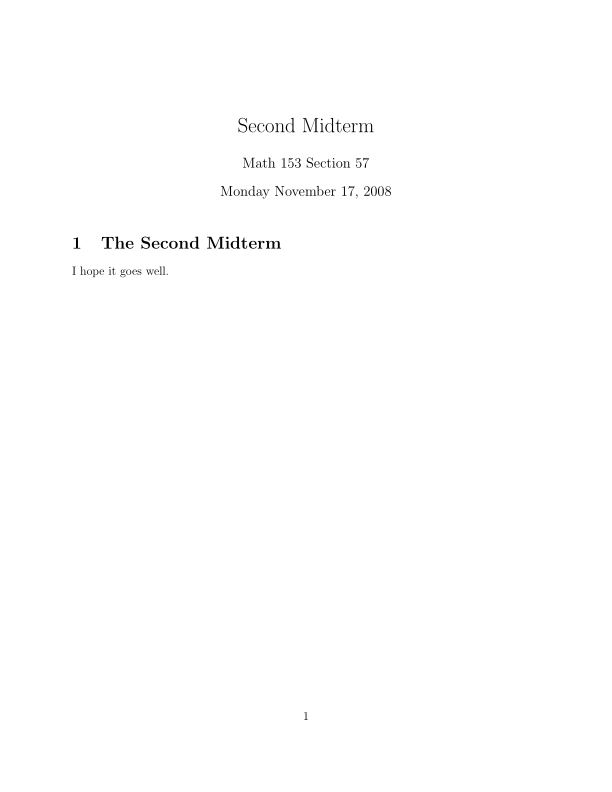 Second Midterm
Math 153 Section 57
Monday November 17, 2008
1 The Second Midterm
I hope it goes well.
1